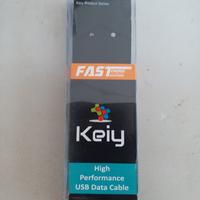 Keiy Product Series
FAST
Keiy
High
Performance
USB Data Cable